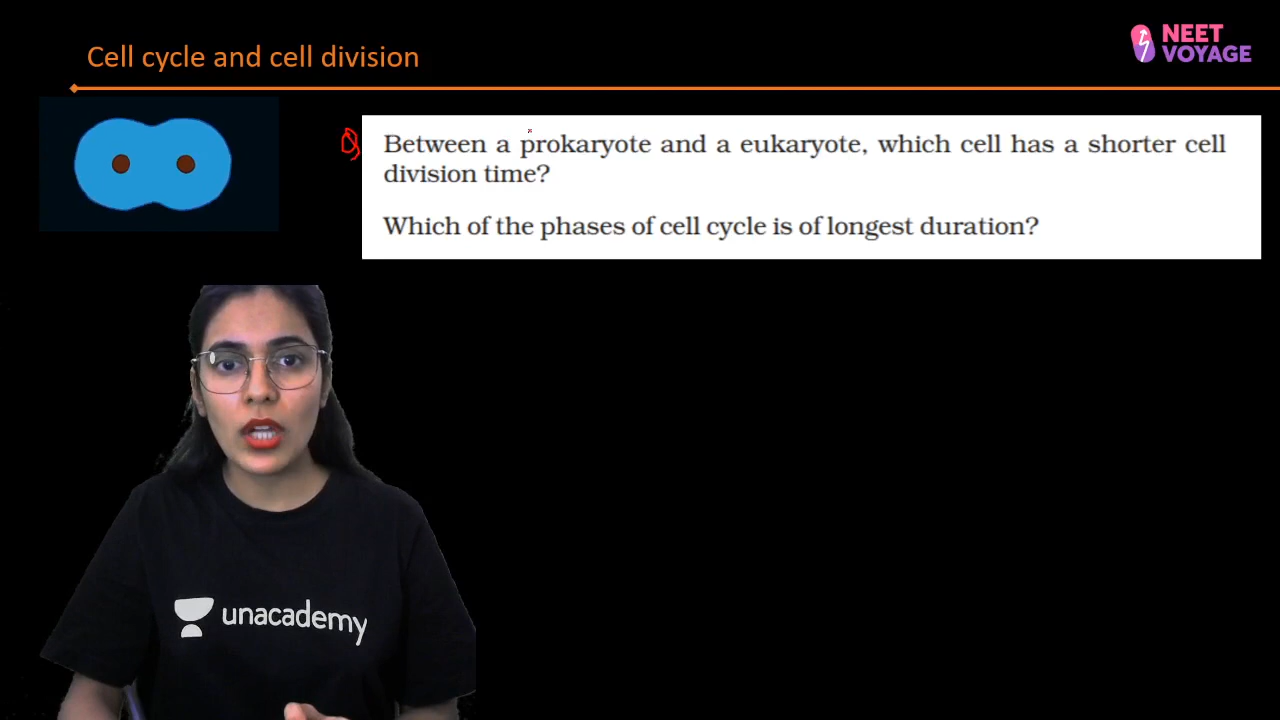 Cell cycle and cell division
NEET
VOYAGE
Q
Between a prokaryote and a eukaryote, which cell has a shorter cell
division time?
Which of the phases of cell cycle is of longest duration?
unacademy